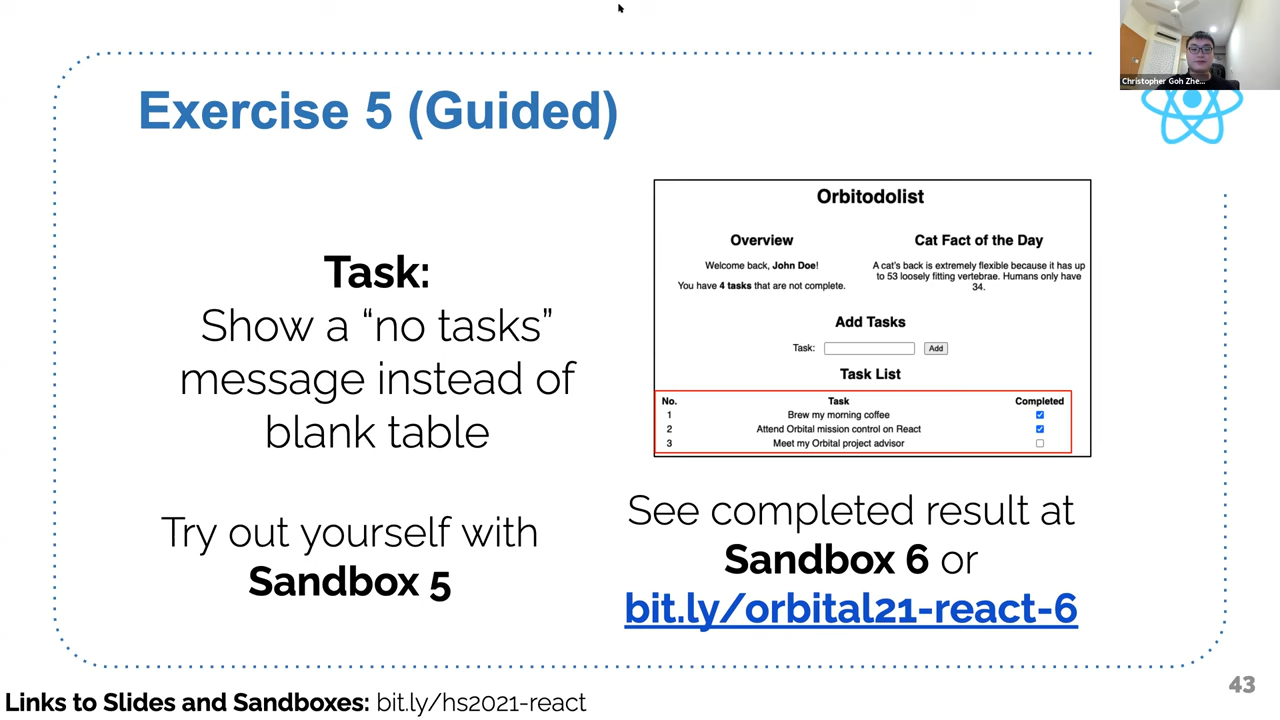 Christopher Goh Zhe...
Exercise 5 (Guided)
Task:
Show a “no tasks”
message instead of
blank table
Try out yourself with
Sandbox 5
Orbitodolist
Overview
Welcome back, John Doe!
You have 4 tasks that are not complete.
Cat Fact of the Day
A cat's back is extremely flexible because it has up
to 53 loosely fitting vertebrae. Humans only have
34.
Add Tasks
Task: Add
Task List
No. Task Completed
1 Brew my morning coffee
2 Attend Orbital mission control on React
3 Meet my Orbital project advisor
See completed result at
Sandbox 6 or
bit.ly/orbital21-react-6
43
Links to Slides and Sandboxes: bit.ly/hs2021-react